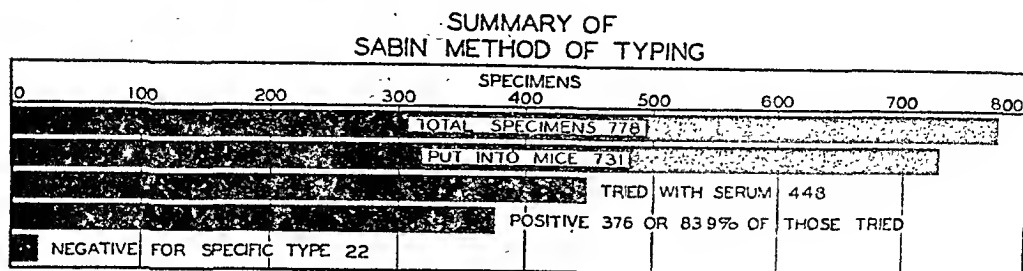 SUMMARY OF
SABIN METHOD OF TYPING
SPECIMENS
0 100 200 300 400 500 600 700 800
TOTAL SPECIMENS 778
PUT INTO MICE 731
TRIED WITH SERUM 448
POSITIVE 376 OR 83.9% OF THOSE TRIED
NEGATIVE FOR SPECIFIC TYPE 22